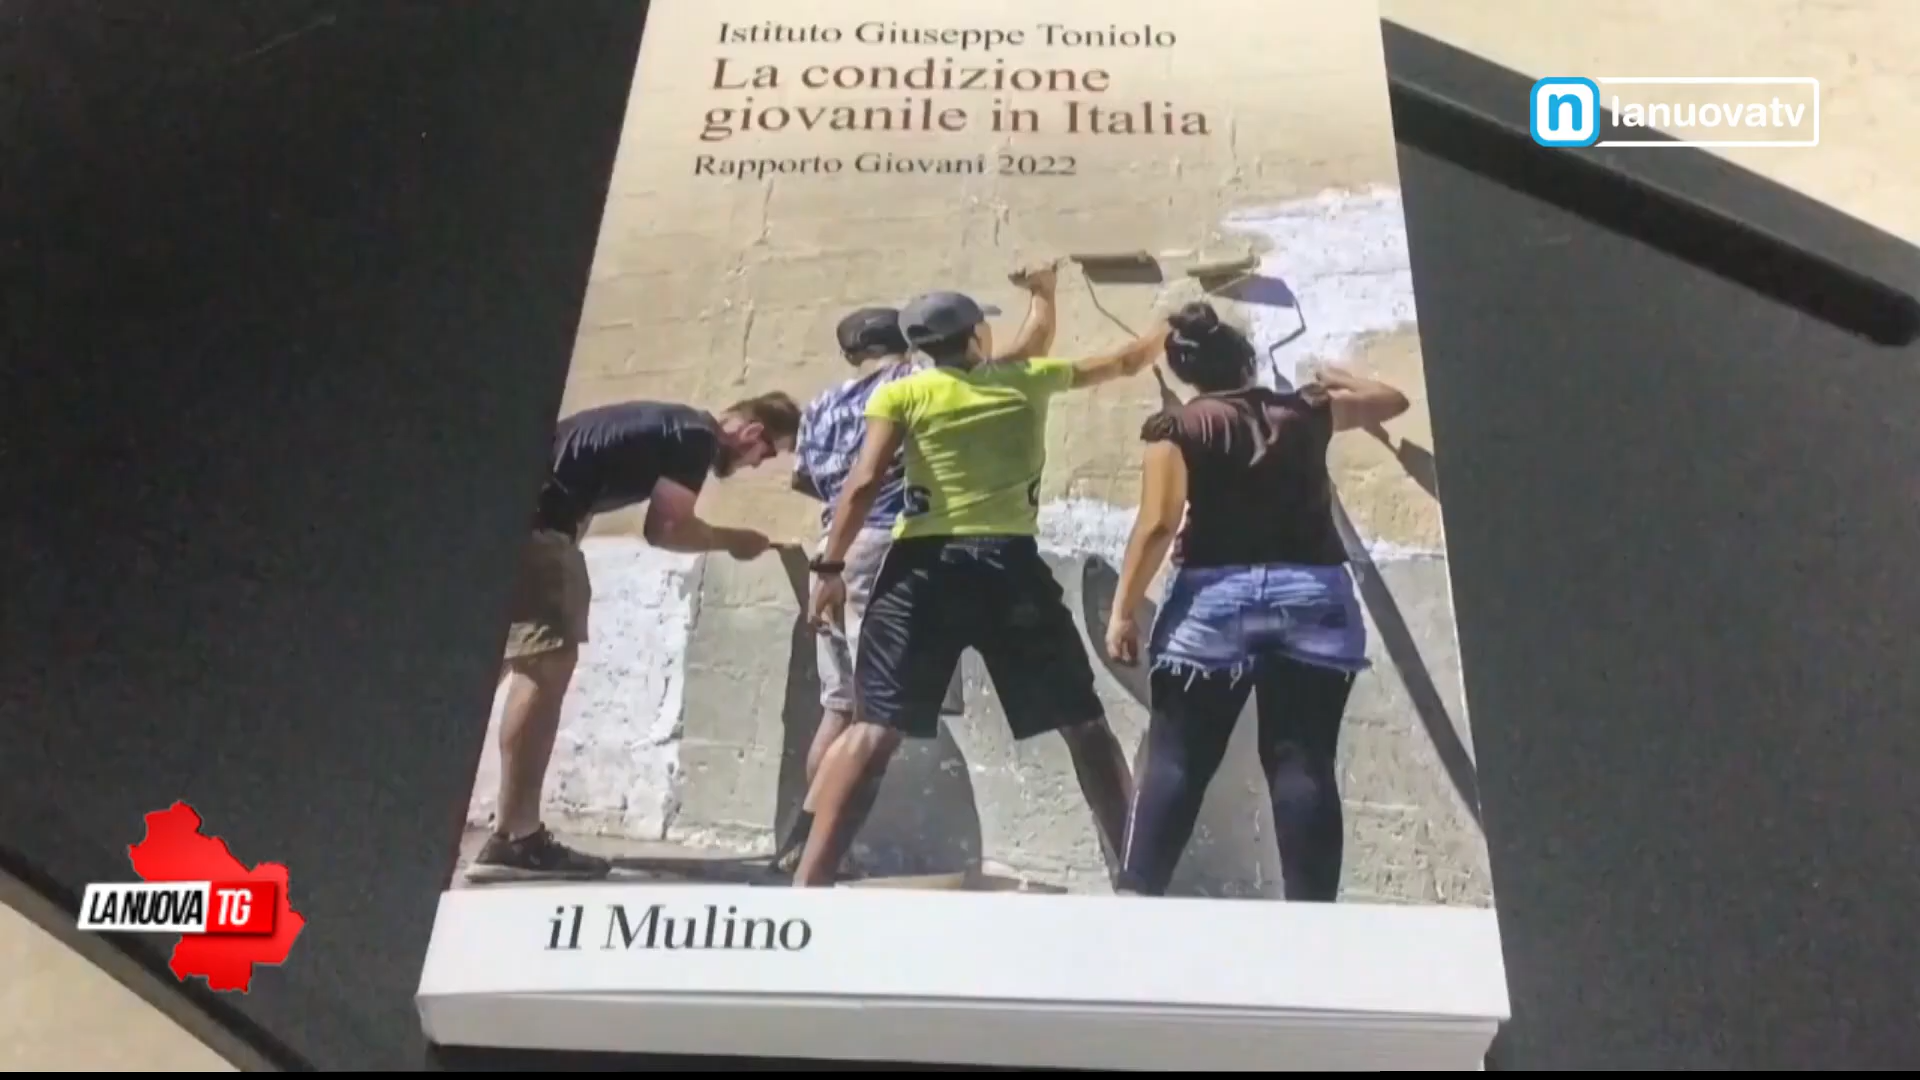 Istituto Giuseppe Toniolo
La condizione
giovanile in Italia
Rapporto Giovani 2022
n lanuovatv
S
LA NUOVA TG
il Mulino